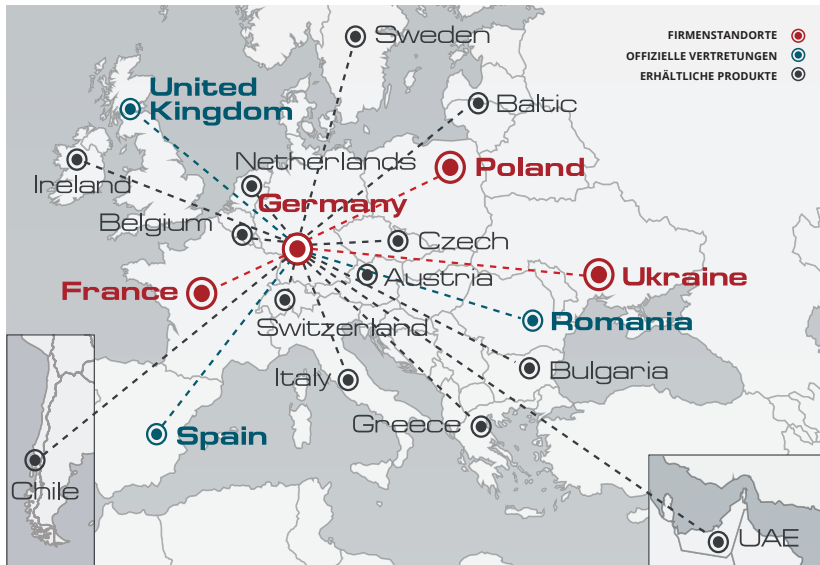 Sweden
FIRMENSTANDORTE
OFFIZIELLE VERTRETUNGEN
ERHÄLTLICHE PRODUKTE
United
Kingdom
Baltic
Netherlands
Poland
Ireland
Germany
Belgium
Czech
Austria
Ukraine
France
Switzerland
Romania
Italy
Bulgaria
Greece
Spain
Chile
UAE